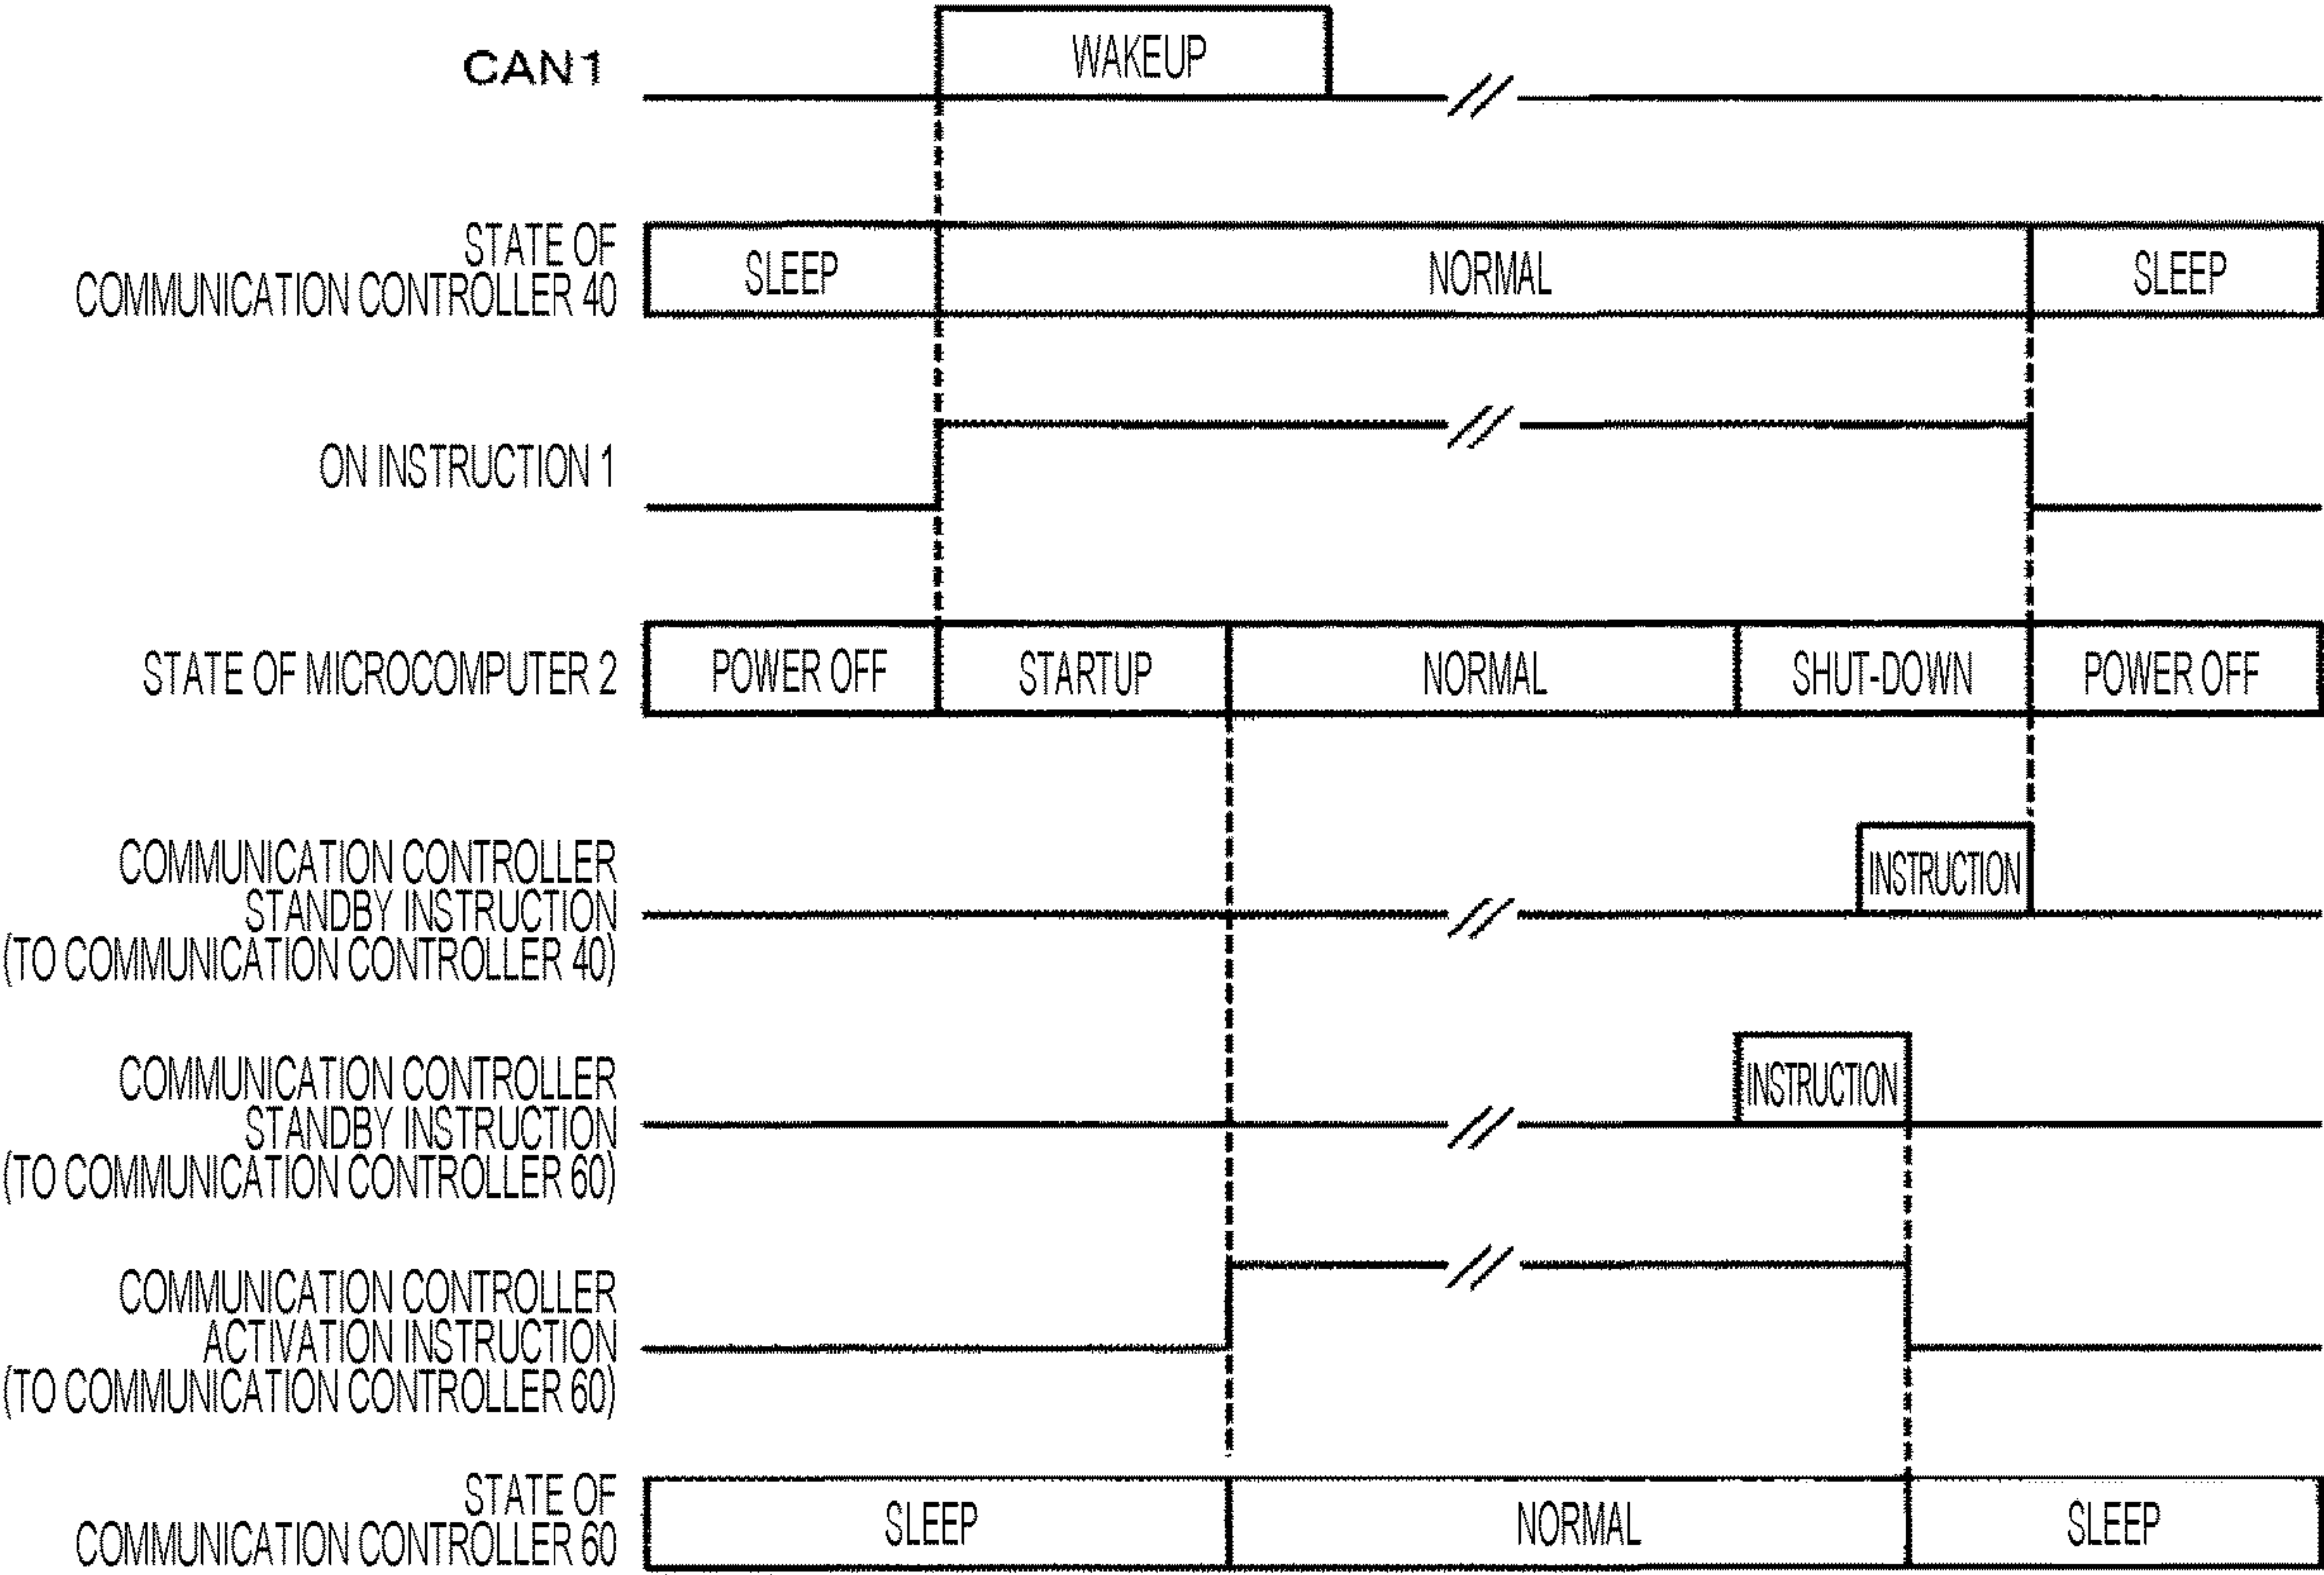 CAN1
WAKEUP
STATE OF
COMMUNICATION CONTROLLER 40
SLEEP
NORMAL
SLEEP
ON INSTRUCTION 1
STATE OF MICROCOMPUTER 2
POWER OFF
STARTUP
NORMAL
SHUT-DOWN
POWER OFF
COMMUNICATION CONTROLLER
STANDBY INSTRUCTION
(TO COMMUNICATION CONTROLLER 40)
INSTRUCTION
COMMUNICATION CONTROLLER
STANDBY INSTRUCTION
(TO COMMUNICATION CONTROLLER 60)
INSTRUCTION
COMMUNICATION CONTROLLER
ACTIVATION INSTRUCTION
(TO COMMUNICATION CONTROLLER 60)
STATE OF
COMMUNICATION CONTROLLER 60
SLEEP
NORMAL
SLEEP